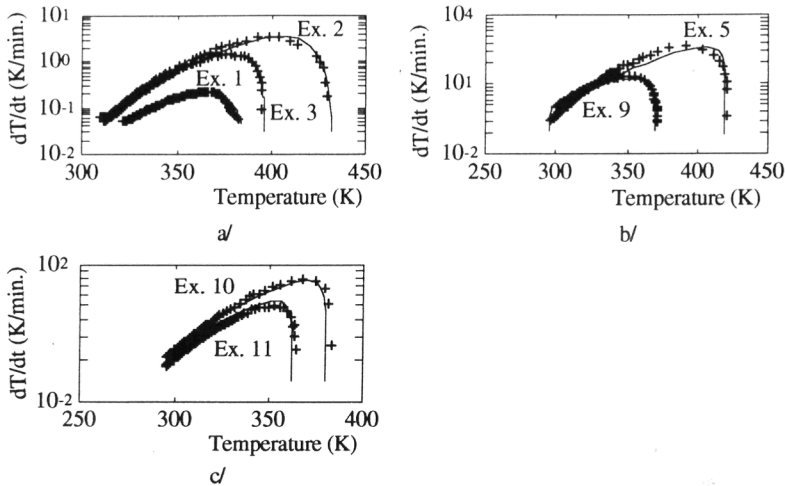 dT/dt (K/min.)
10¹
10⁰
10⁻¹
10⁻²
Ex. 2
Ex. 1
Ex. 3
300 350 400 450
Temperature (K)
a/
dT/dt (K/min.)
10⁴
10¹
10⁻²
Ex. 5
Ex. 9
250 300 350 400 450
Temperature (K)
b/
dT/dt (K/min.)
10²
10⁻²
Ex. 10
Ex. 11
250 300 350 400
Temperature (K)
c/